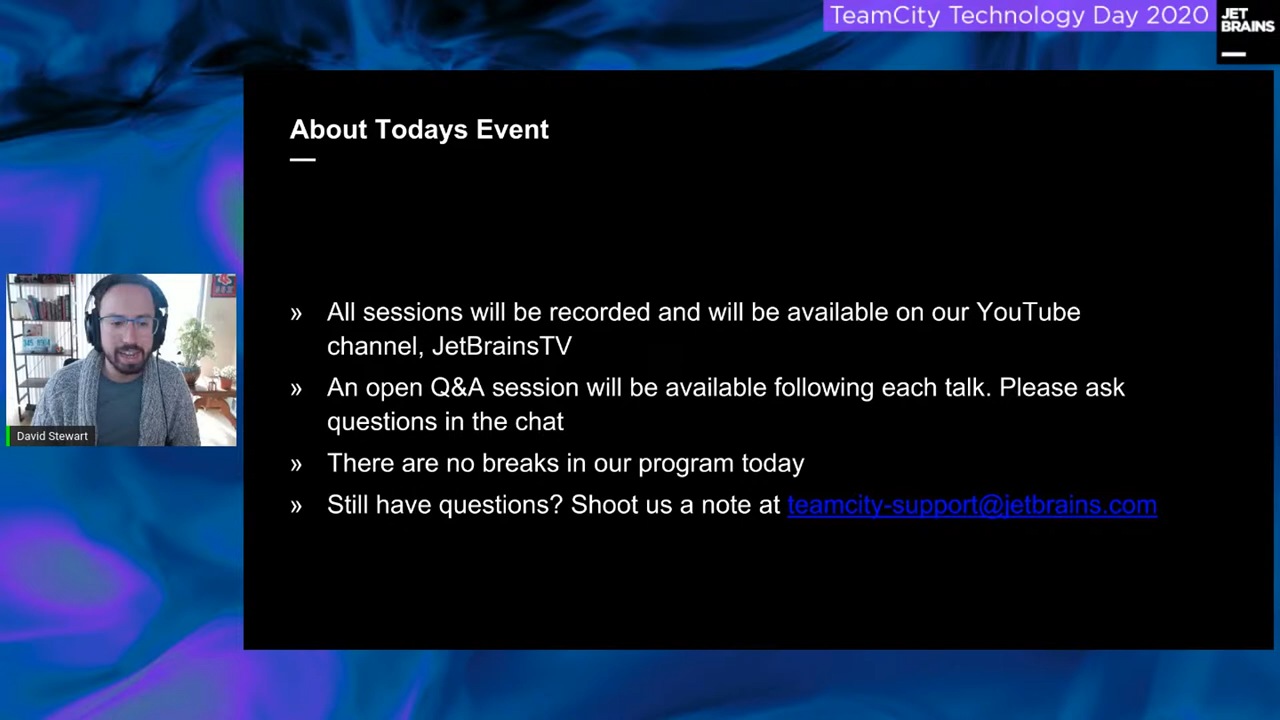 TeamCity Technology Day 2020
JET
BRAINS
About Todays Event
» All sessions will be recorded and will be available on our YouTube
channel, JetBrainsTV
» An open Q&A session will be available following each talk. Please ask
questions in the chat
» There are no breaks in our program today
» Still have questions? Shoot us a note at teamcity-support@jetbrains.com
David Stewart